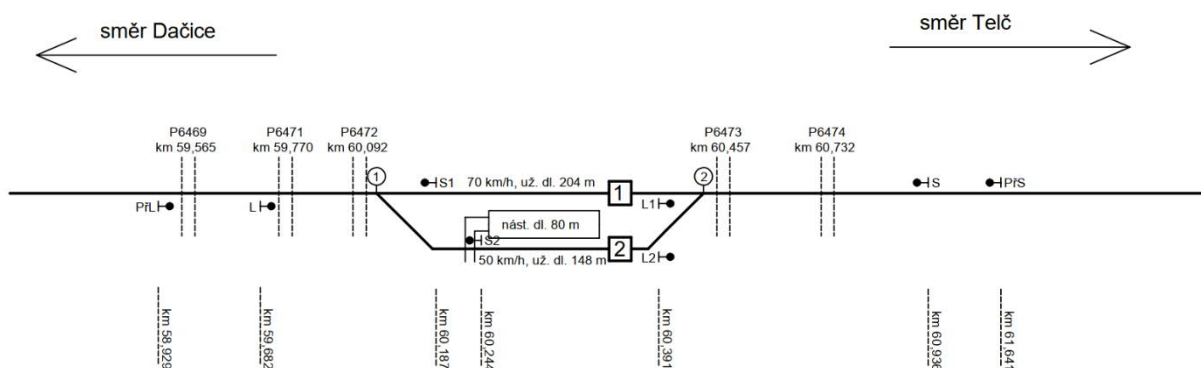 směr Dačice
směr Telč
P6469
km 59,565
P6471
km 59,770
P6472
km 60,092
P6473
km 60,457
P6474
km 60,732
1
S1
70 km/h, už. dl. 204 m
1
2
S
PřS
PřL
L
L1
nást. dl. 80 m
S2
2
50 km/h, už. dl. 148 m
L2
km 58,929
km 59,682
km 60,187
km 60,244
km 60,391
km 60,936
km 61,641